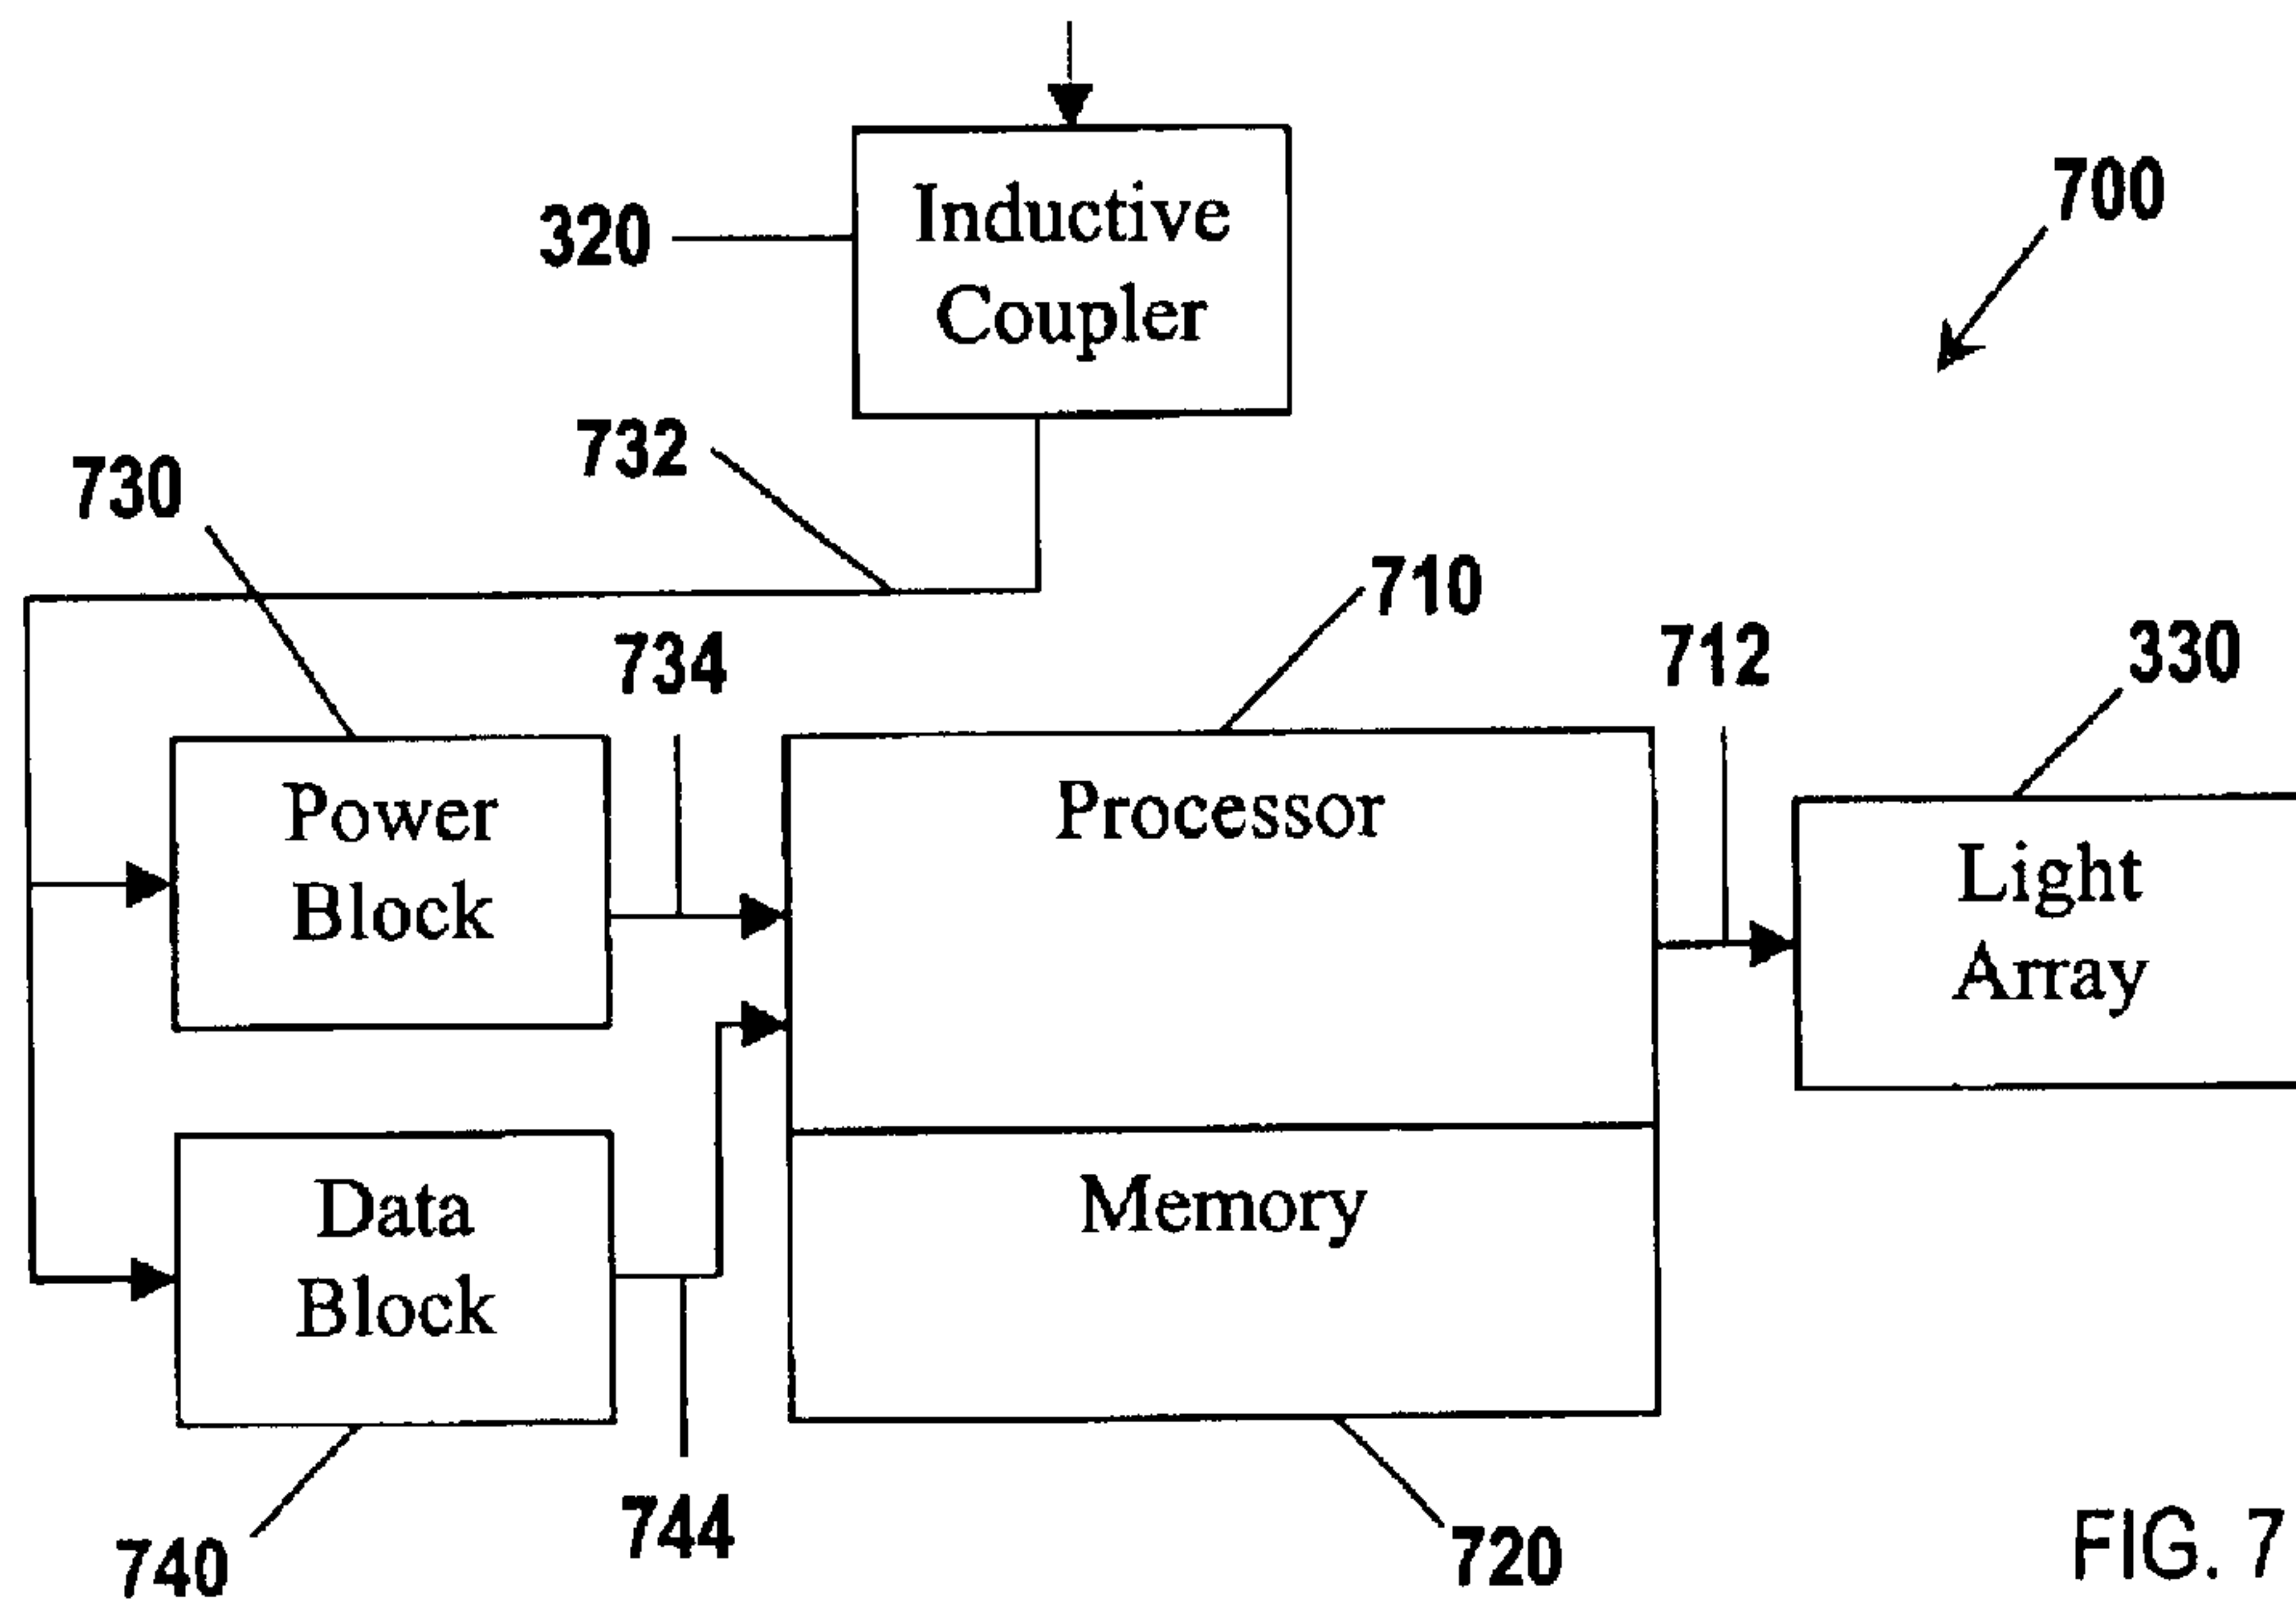 700
320
Inductive
Coupler
732
730
734
710
712
330
Power
Block
Processor
Light
Array
Data
Block
Memory
740
744
720
FIG. 7